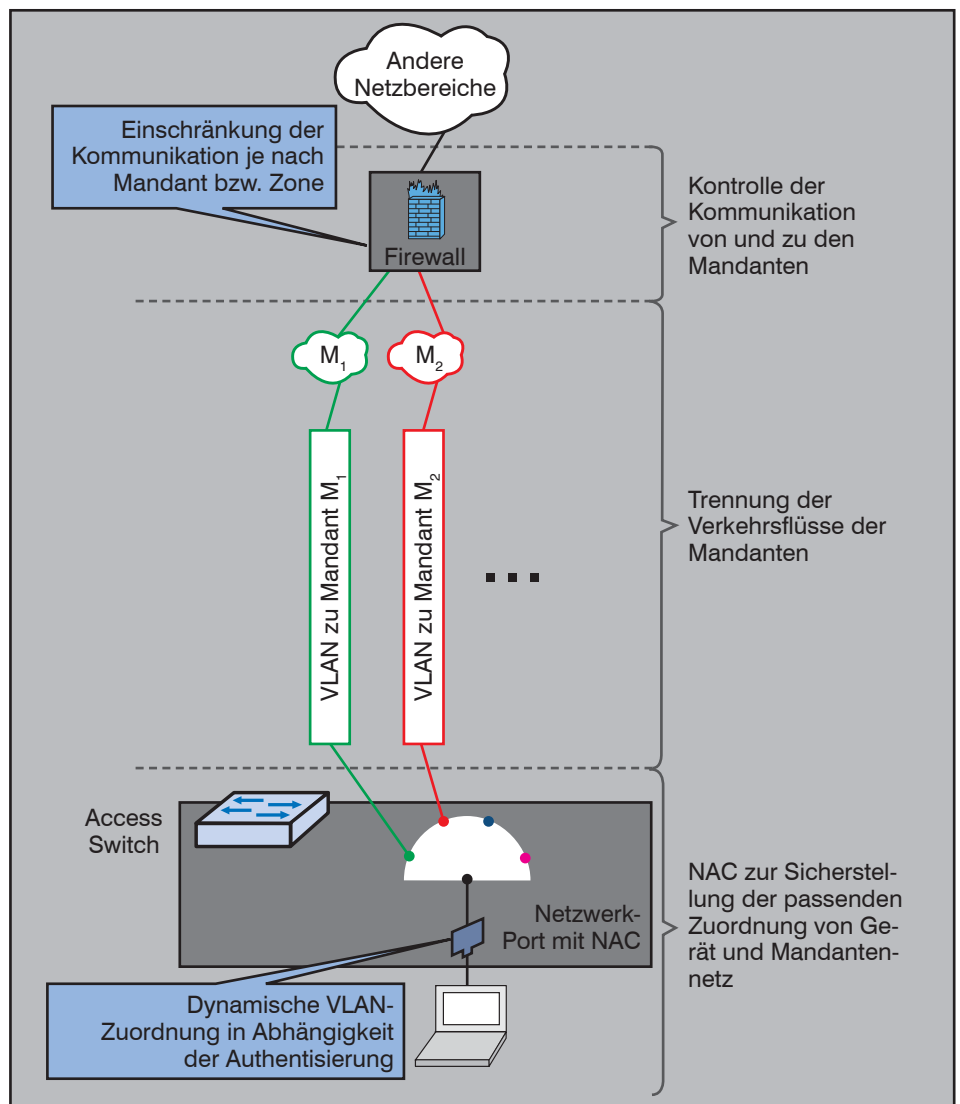 Andere
Netzbereiche
Einschränkung der
Kommunikation je nach
Mandant bzw. Zone
Firewall
Kontrolle der
Kommunikation
von und zu den
Mandanten
M₁
M₂
VLAN zu Mandant M₁
VLAN zu Mandant M₂
Trennung der
Verkehrsflüsse der
Mandanten
Access
Switch
Netzwerk-
Port mit NAC
NAC zur Sicherstel-
lung der passenden
Zuordnung von Ge-
rät und Mandanten-
netz
Dynamische VLAN-
Zuordnung in Abhängigkeit
der Authentisierung